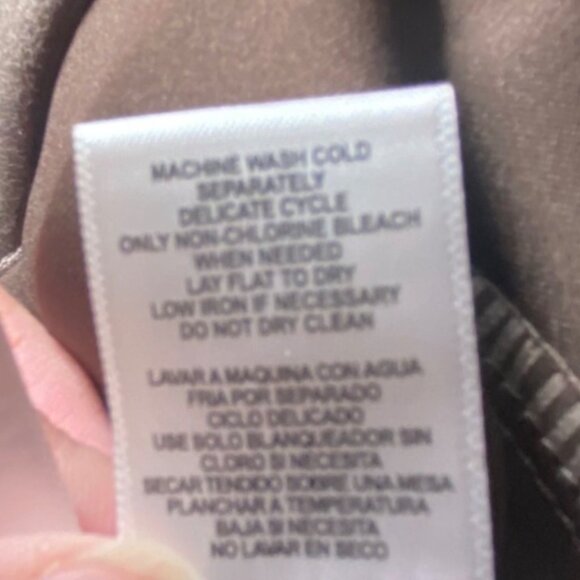 MACHINE WASH COLD
SEPARATELY
DELICATE CYCLE
ONLY NON-CHLORINE BLEACH
WHEN NEEDED
LAY FLAT TO DRY
LOW IRON IF NECESSARY
DO NOT DRY CLEAN
LAVAR A MAQUINA CON AGUA
FRIA POR SEPARADO
CICLO DELICADO
USE SOLO BLANQUEADOR SIN
CLORO SI NECESITA
SECAR TENDIDO SOBRE UNA MESA
PLANCHAR A TEMPERATURA
BAJA SI NECESITA
NO LAVAR EN SECO